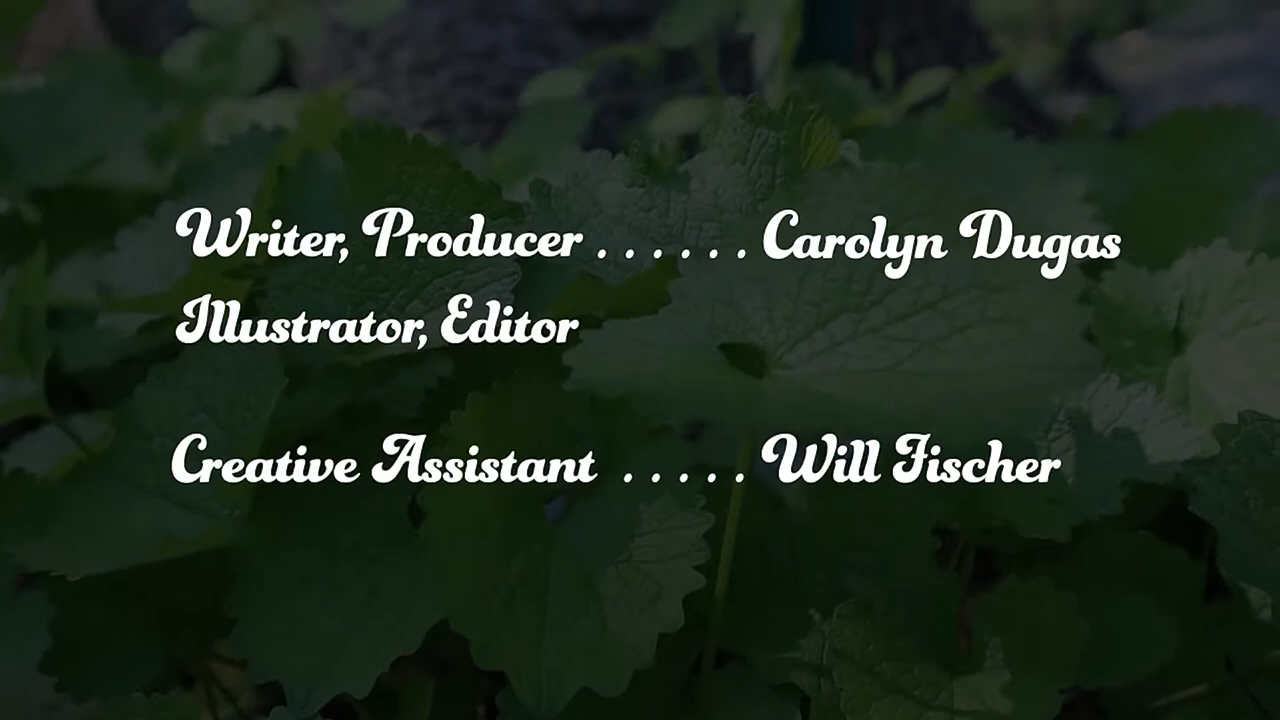 Writer, Producer . . . . . . Carolyn Dugas
Illustrator, Editor
Creative Assistant . . . . . Will Fischer